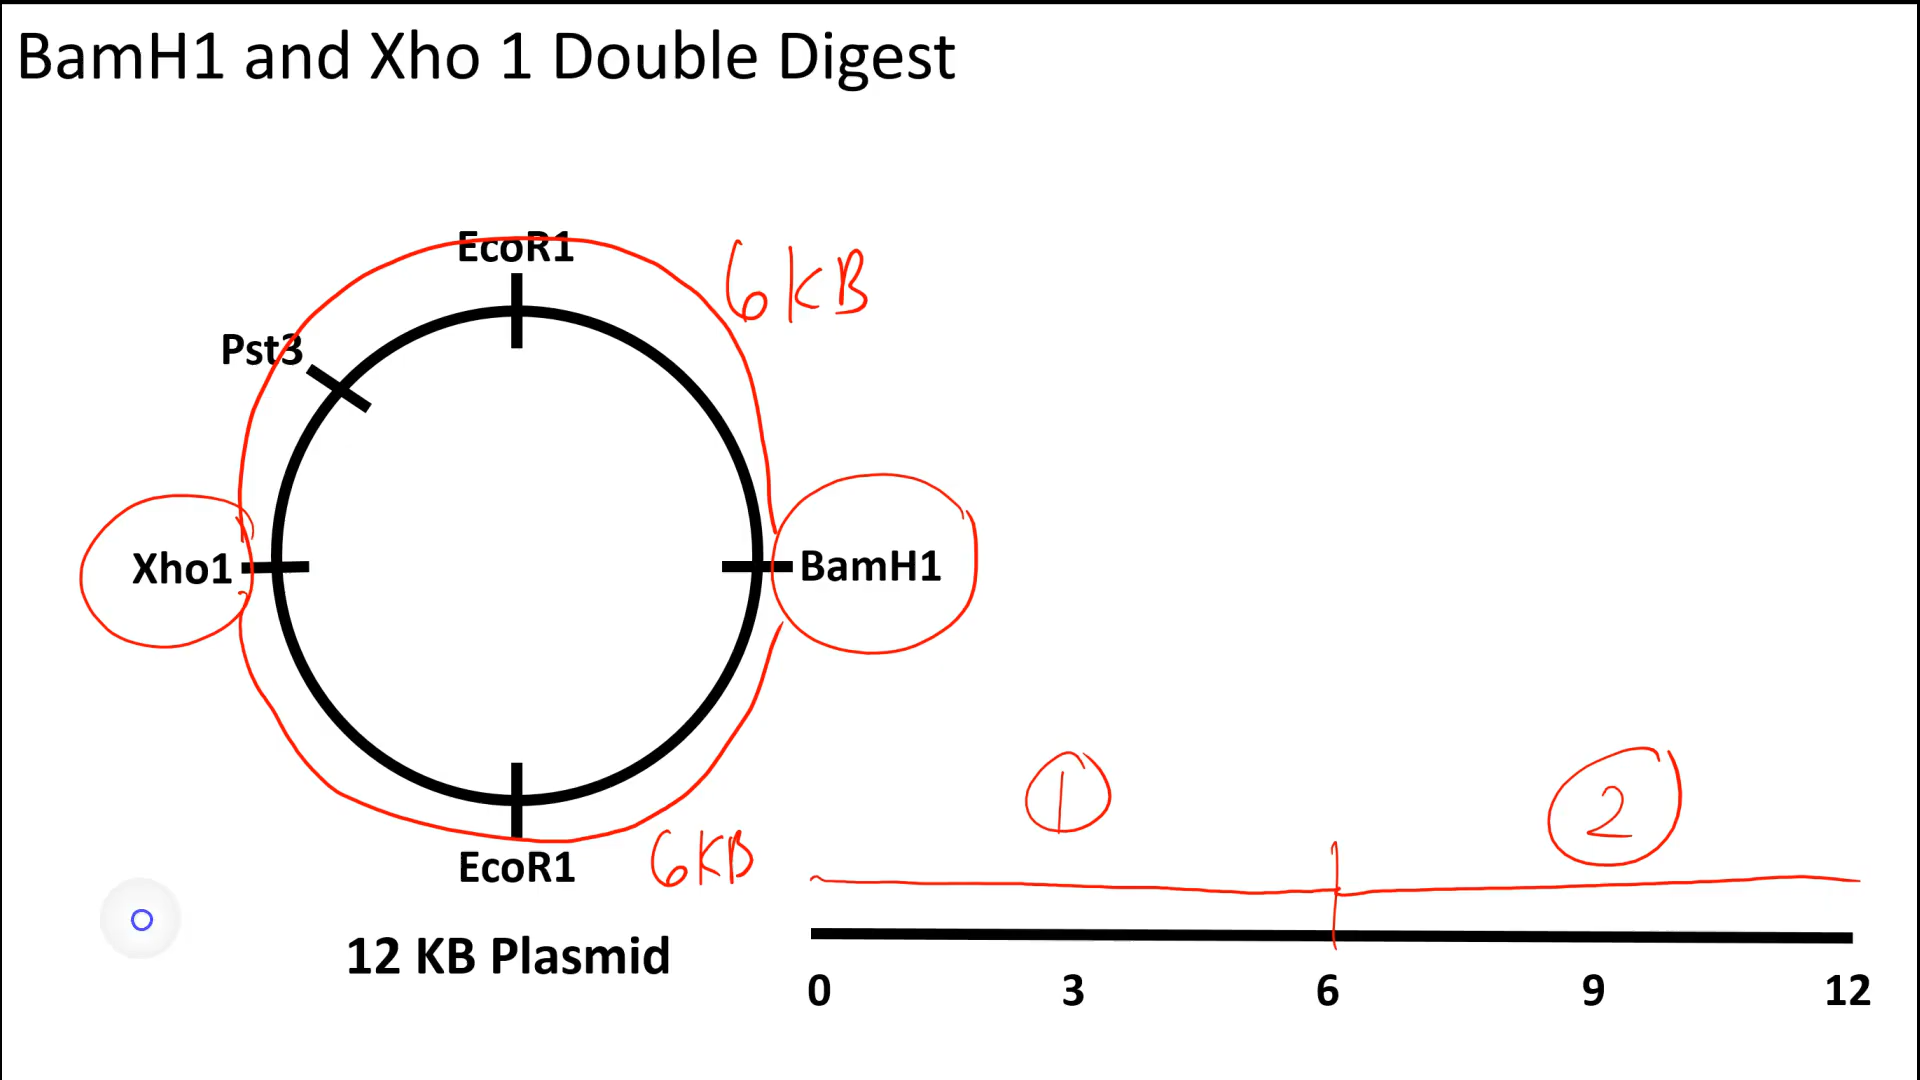 BamH1 and Xho 1 Double Digest
EcoR1
6KB
Pst3
Xho1
BamH1
EcoR1
6KB
1
2
12 KB Plasmid
0 3 6 9 12